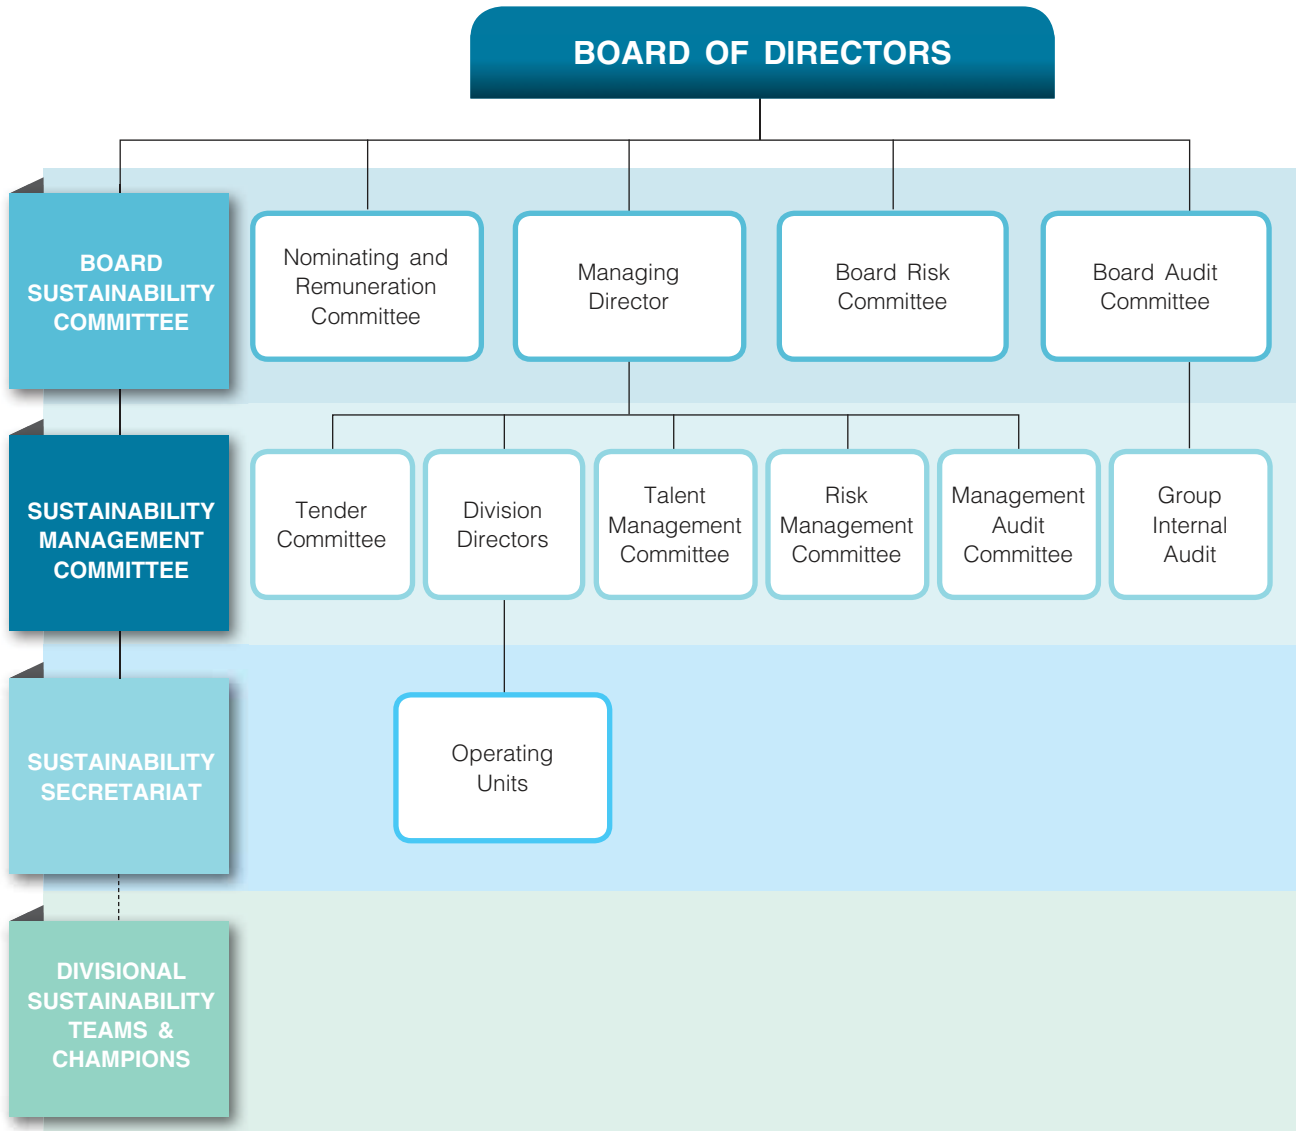 BOARD OF DIRECTORS
BOARD
SUSTAINABILITY
COMMITTEE
Nominating and
Remuneration
Committee
Managing
Director
Board Risk
Committee
Board Audit
Committee
SUSTAINABILITY
MANAGEMENT
COMMITTEE
Tender
Committee
Division
Directors
Talent
Management
Committee
Risk
Management
Committee
Management
Audit
Committee
Group
Internal
Audit
SUSTAINABILITY
SECRETARIAT
Operating
Units
DIVISIONAL
SUSTAINABILITY
TEAMS &
CHAMPIONS